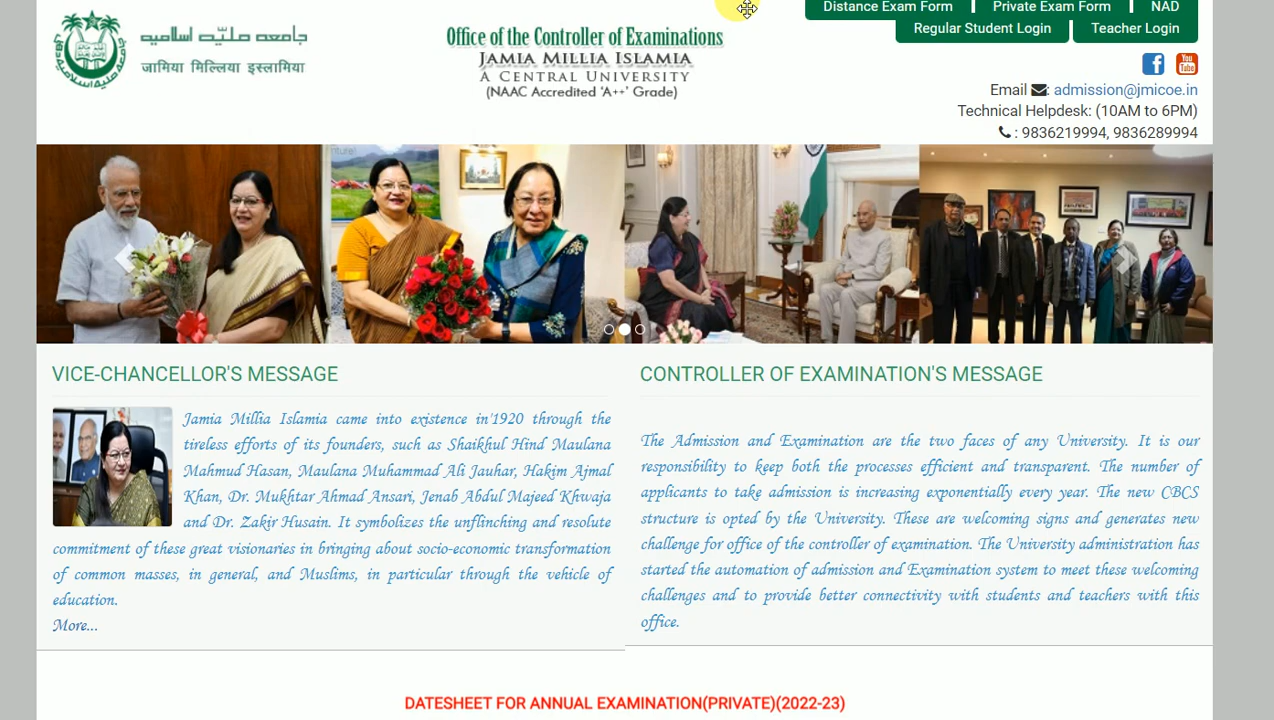 Distance Exam Form
Private Exam Form
NAD
Regular Student Login
Teacher Login
جامعہ ملیّہ اسلامیہ
जामिया मिल्लिया इस्लामिया
Office of the Controller of Examinations
JAMIA MILLIA ISLAMIA
A CENTRAL UNIVERSITY
(NAAC Accredited 'A++' Grade)
You Tube
Email : admission@jmicoe.in
Technical Helpdesk: (10AM to 6PM)
: 9836219994, 9836289994
VICE-CHANCELLOR'S MESSAGE
Jamia Millia Islamia came into existence in'1920 through the
tireless efforts of its founders, such as Shaikhul Hind Maulana
Mahmud Hasan, Maulana Muhammad Ali Jauhar, Hakim Ajmal
Khan, Dr. Mukhtar Ahmad Ansari, Jenab Abdul Majeed Khwaja
and Dr. Zakir Husain. It symbolizes the unflinching and resolute
commitment of these great visionaries in bringing about socio-economic transformation
of common masses, in general, and Muslims, in particular through the vehicle of
education.
More...
CONTROLLER OF EXAMINATION'S MESSAGE
The Admission and Examination are the two faces of any University. It is our
responsibility to keep both the processes efficient and transparent. The number of
applicants to take admission is increasing exponentially every year. The new CBCS
structure is opted by the University. These are welcoming signs and generates new
challenge for office of the controller of examination. The University administration has
started the automation of admission and Examination system to meet these welcoming
challenges and to provide better connectivity with students and teachers with this
office.
DATESHEET FOR ANNUAL EXAMINATION(PRIVATE)(2022-23)